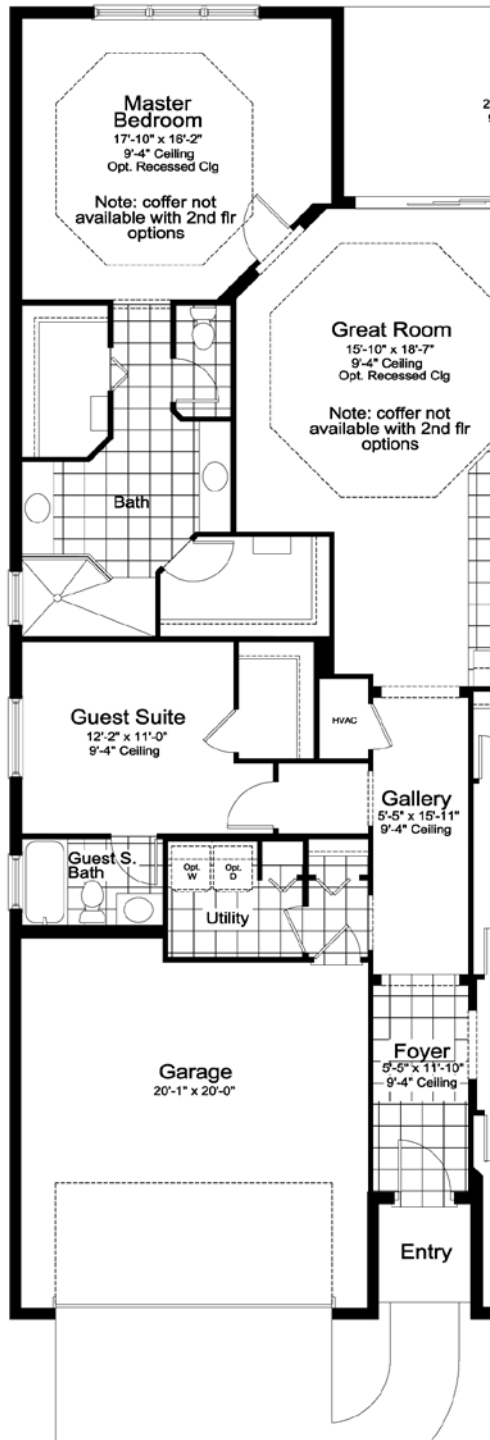 Master
Bedroom
17'-10" x 16'-2"
9'-4" Ceiling
Opt. Recessed Clg
Note: coffer not
available with 2nd flr
options
Great Room
15'-10" x 18'-7"
9'-4" Ceiling
Opt. Recessed Clg
Note: coffer not
available with 2nd flr
options
Bath
Guest Suite
12'-2" x 11'-0"
9'-4" Ceiling
HVAC
Gallery
5'-5" x 15'-11"
9'-4" Ceiling
Guest S.
Bath
Opt.
W
Opt.
D
Utility
Foyer
5'-5" x 11'-10"
9'-4" Ceiling
Garage
20'-1" x 20'-0"
Entry